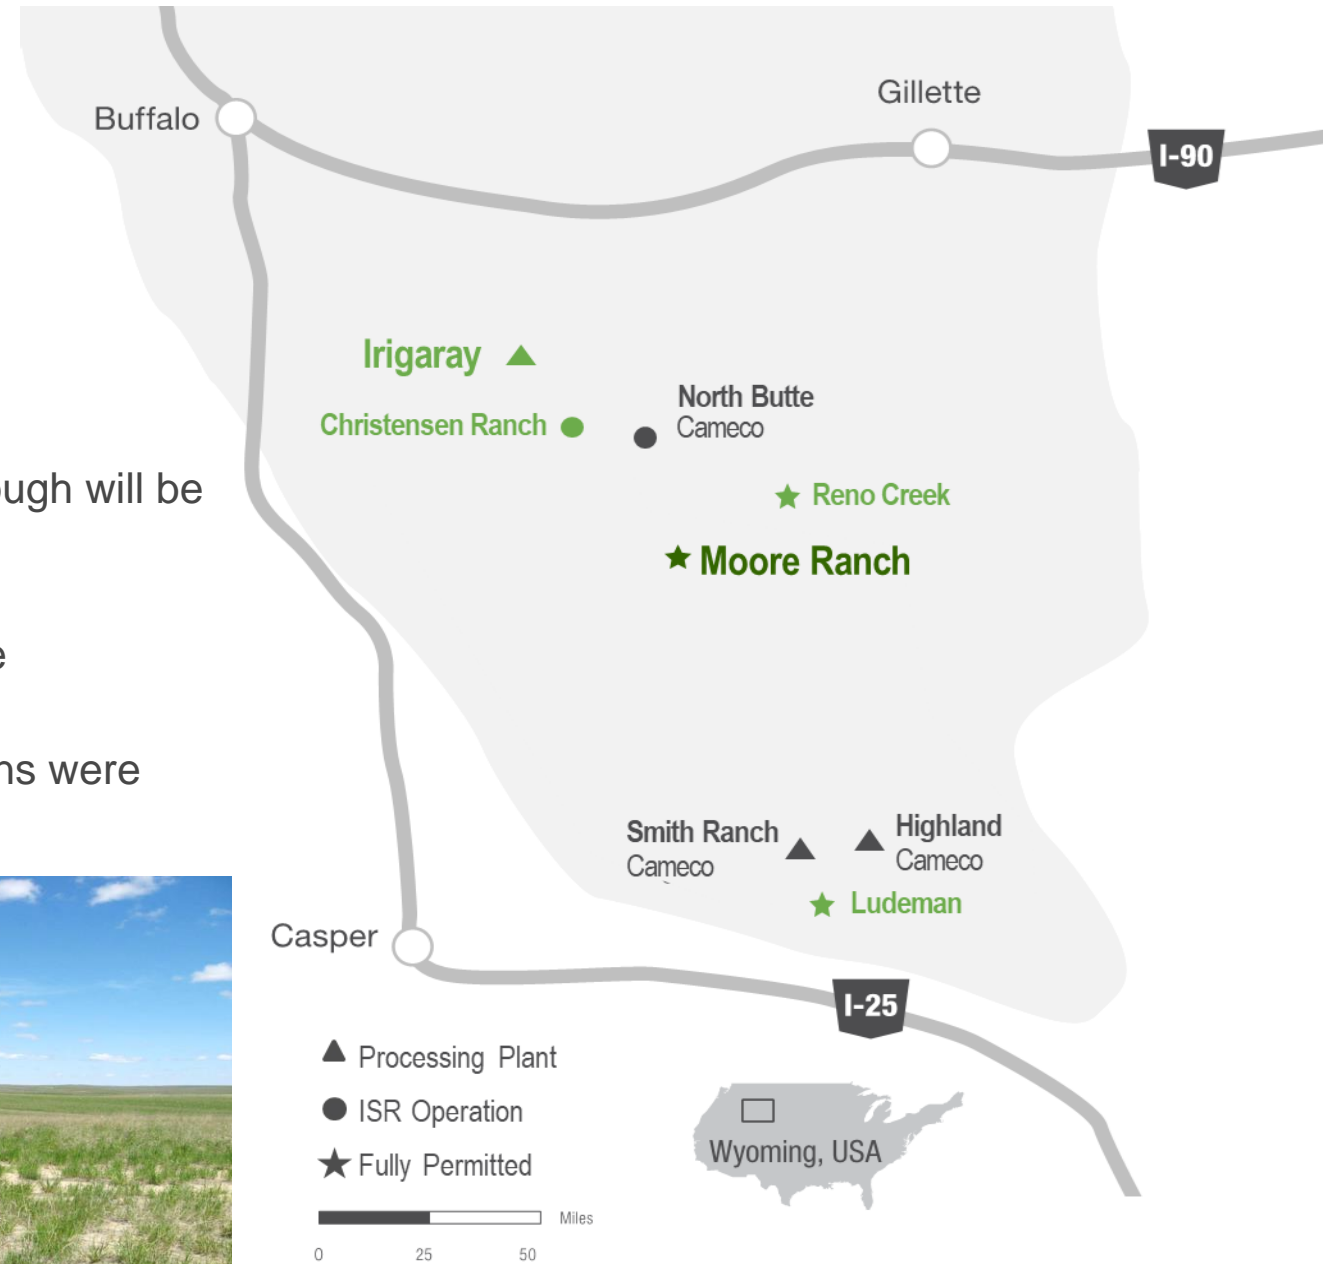 Buffalo
Gillette
I-90
Irigaray
Christensen Ranch
North Butte
Cameco
ough will be
Reno Creek
Moore Ranch
e
ns were
Smith Ranch
Cameco
Highland
Cameco
Ludeman
Casper
I-25
Processing Plant
ISR Operation
Fully Permitted
Wyoming, USA
Miles
0 25 50